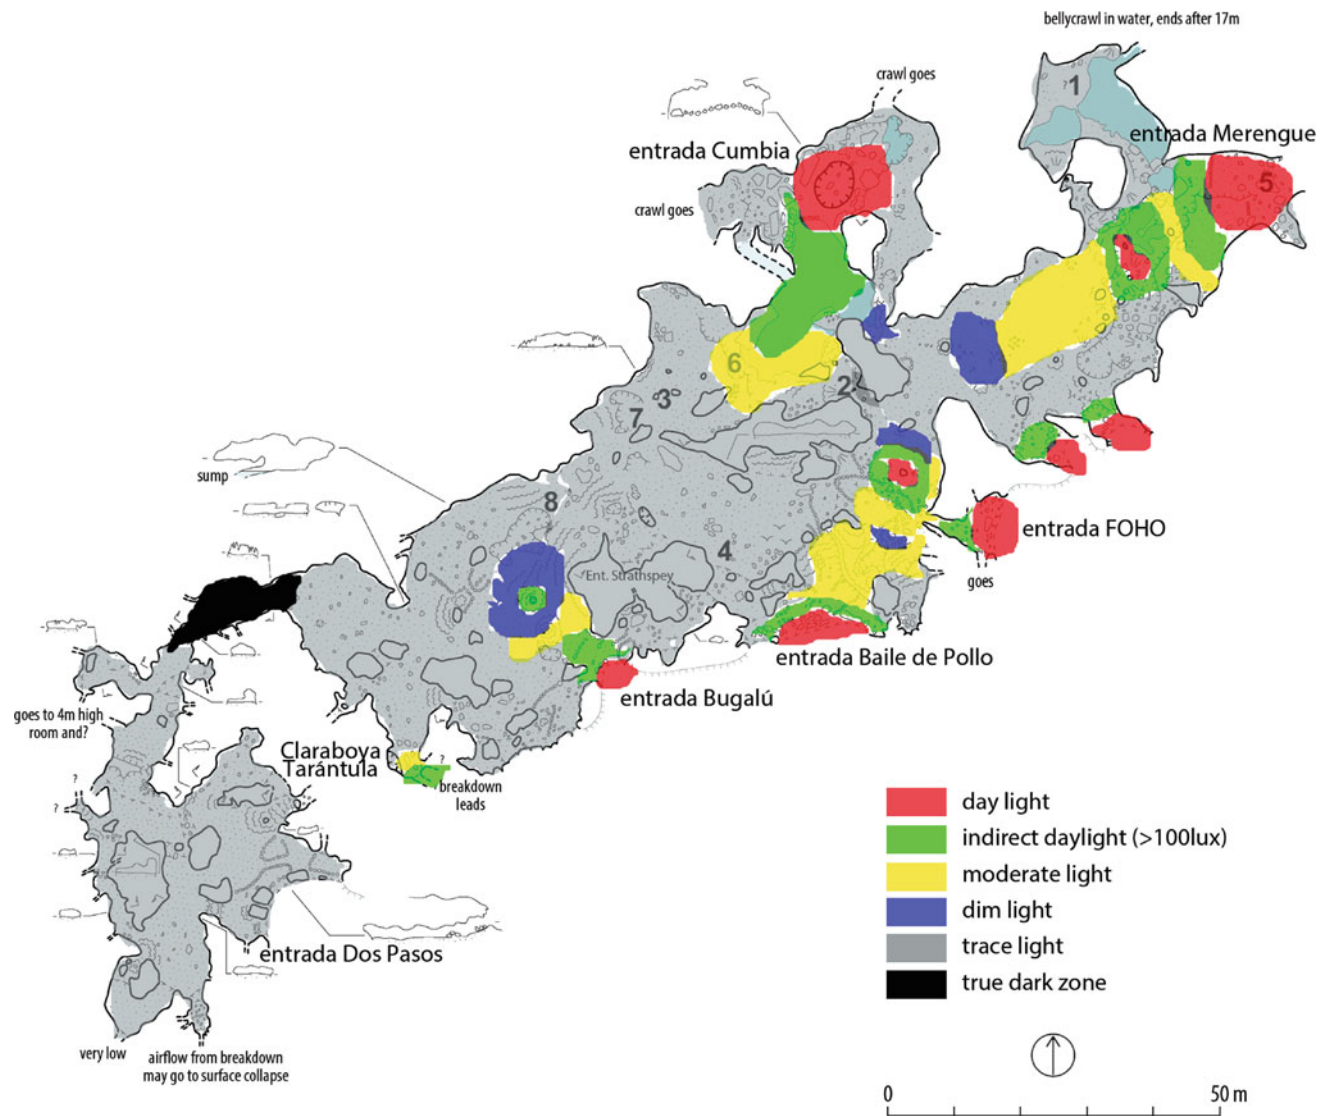 bellycrawl in water, ends after 17m
crawl goes
1
entrada Merengue
entrada Cumbia
5
crawl goes
6
2
3
7
sump
8
entrada FOHO
4
Ent. Strathspey
goes
entrada Baile de Pollo
entrada Bugalú
goes to 4m high
room and?
Claraboya
Tarántula
?
breakdown
leads
?
?
day light
indirect daylight (>100lux)
moderate light
dim light
trace light
true dark zone
entrada Dos Pasos
very low
airflow from breakdown
may go to surface collapse
0
50 m